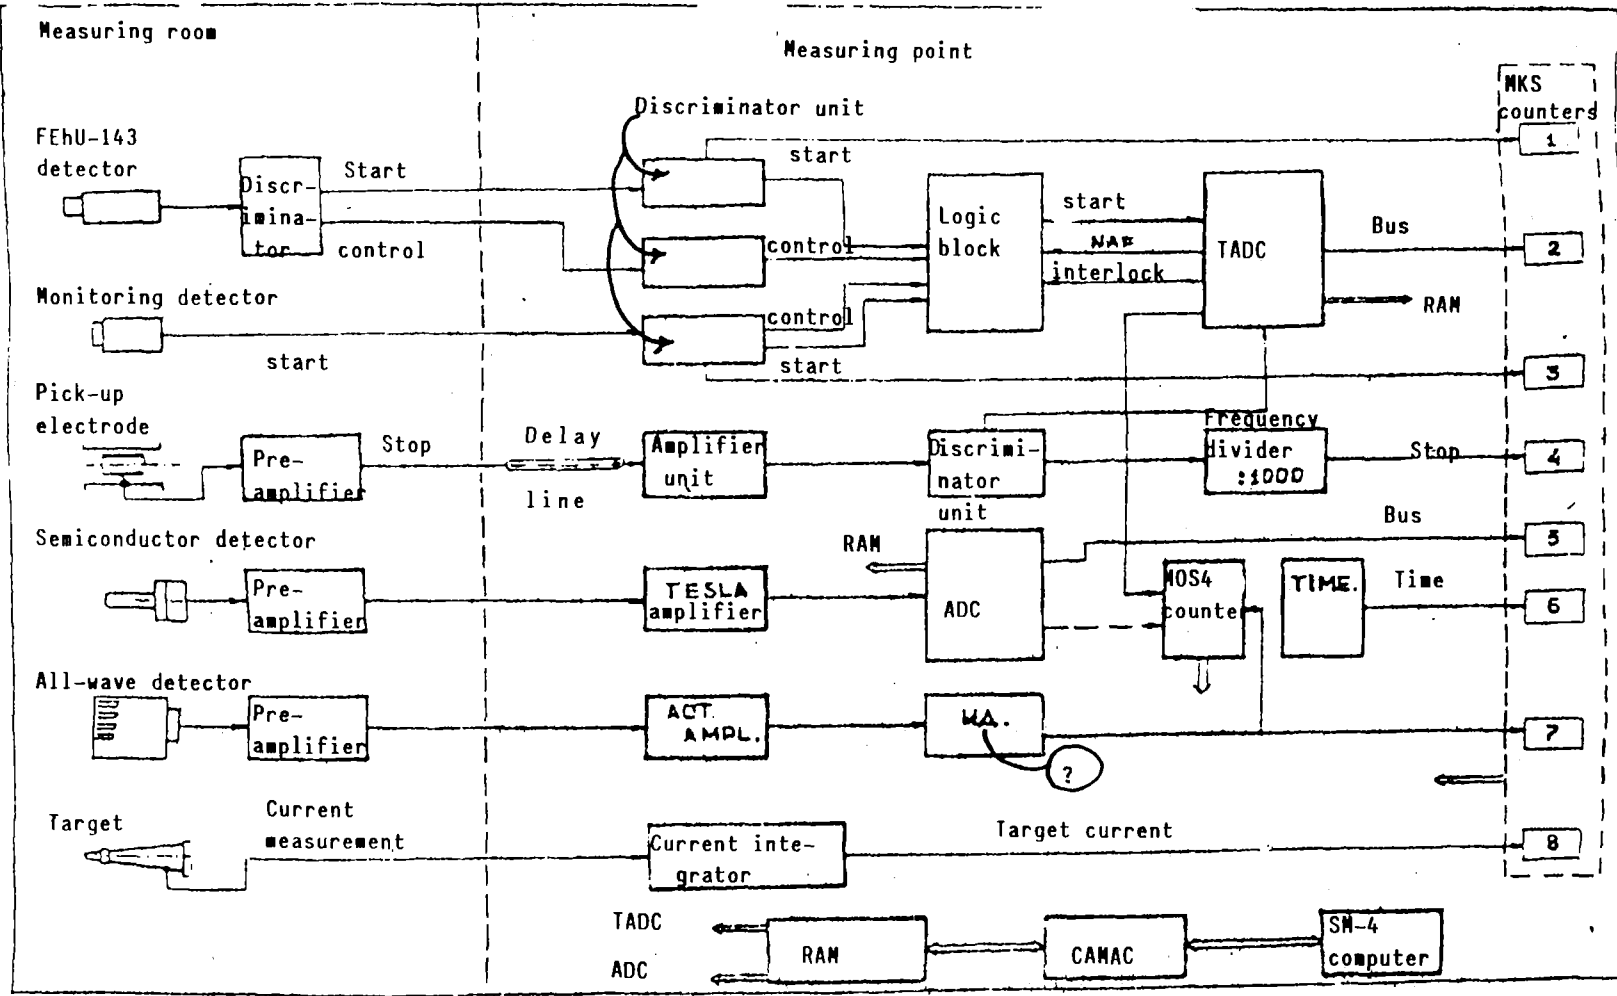 Measuring room
Measuring point
MKS
counters
Discriminator unit
FEhU-143
detector
Discr-
imina-
tor
Start
control
start
1
Logic
block
start
NAF
interlock
TADC
Bus
2
control
RAM
Monitoring detector
start
control
start
3
Pick-up
electrode
Pre-
amplifier
Stop
Delay
line
Amplifier
unit
Discrimi-
nator
unit
Frequency
divider
:1000
Stop
4
Semiconductor detector
Pre-
amplifier
TESLA
amplifier
RAM
ADC
Bus
5
MOS4
counter
TIME.
Time
6
All-wave detector
Pre-
amplifier
ACT.
AMPL.
?
7
Target
Current
measurement
Current inte-
grator
Target current
8
TADC
ADC
RAM
CAMAC
SM-4
computer